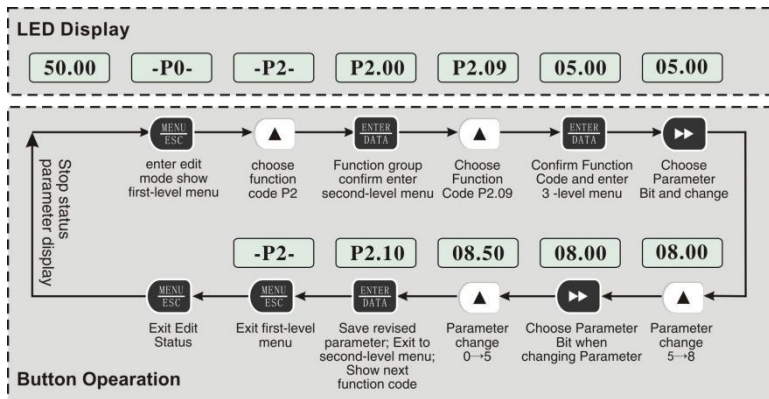 LED Display
50.00 -P0- -P2- P2.00 P2.09 05.00 05.00
MENU
ESC
▲
ENTER
DATA
▲
ENTER
DATA
▶▶
enter edit
mode show
first-level menu
choose
function
code P2
Function group
confirm enter
second-level menu
Choose
Function
Code P2.09
Confirm Function
Code and enter
3 -level menu
Choose
Parameter
Bit and change
Stop status
parameter display
-P2- P2.10 08.50 08.00 08.00
MENU
ESC
MENU
ESC
ENTER
DATA
▲
▶▶
▲
Exit Edit
Status
Exit first-level
menu
Save revised
parameter; Exit to
second-level menu;
Show next
function code
Parameter
change
0→5
Choose Parameter
Bit when
changing Parameter
Parameter
change
5→8
Button Opearation